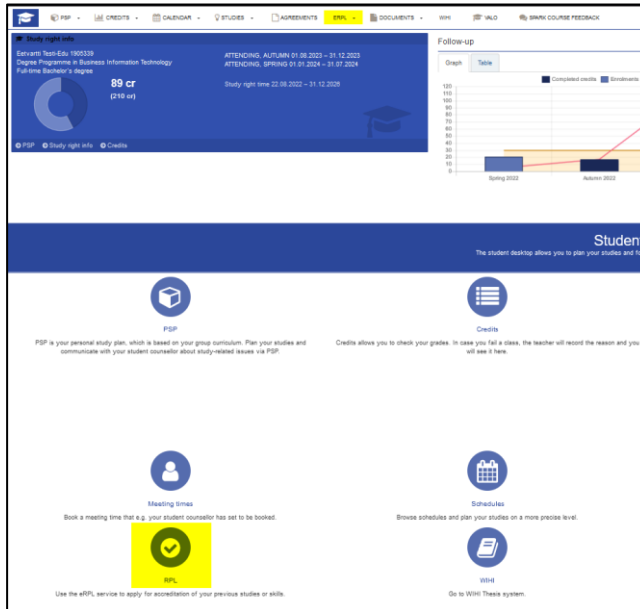 PSP CREDITS CALENDAR STUDIES AGREEMENTS ERPL DOCUMENTS WIHI VALO SPARK COURSE FEEDBACK
Study right info
Eetvartti Testi-Edu 1905339
Degree Programme in Business Information Technology
Full-time Bachelor's degree
ATTENDING, AUTUMN 01.08.2023 – 31.12.2023
ATTENDING, SPRING 01.01.2024 – 31.07.2024
89 cr
(210 cr)
Study right time 22.08.2022 – 31.12.2026
PSP Study right info Credits
Follow-up
Graph Table
Completed credits Enrolments
120
110
100
90
80
70
60
50
40
30
20
10
0
Spring 2022 Autumn 2022
Student
The student desktop allows you to plan your studies and fo
PSP
PSP is your personal study plan, which is based on your group curriculum. Plan your studies and
communicate with your student counsellor about study-related issues via PSP.
Credits
Credits allows you to check your grades. In case you fail a class, the teacher will record the reason and you
will see it here.
Meeting times
Book a meeting time that e.g. your student counsellor has set to be booked.
Schedules
Browse schedules and plan your studies on a more precise level.
RPL
Use the eRPL service to apply for accreditation of your previous studies or skills.
WIHI
Go to WIHI Thesis system.